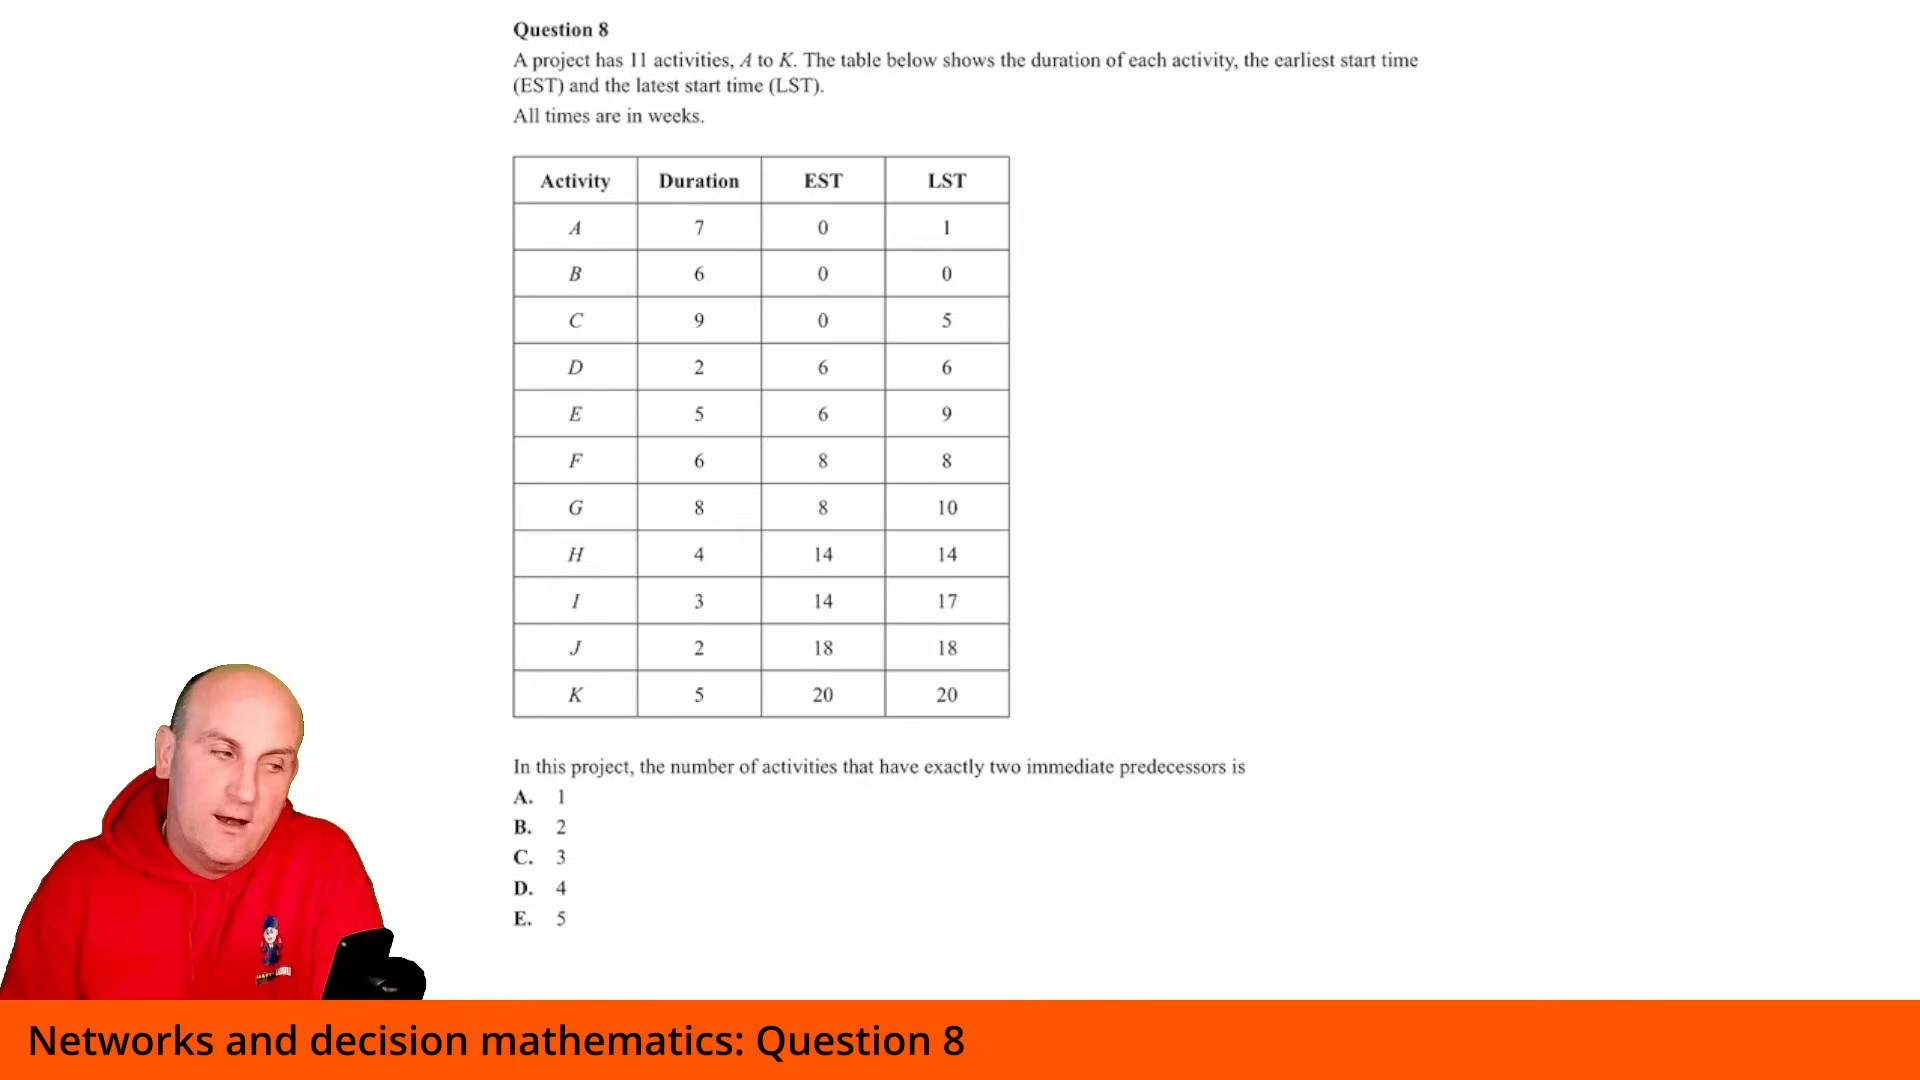 Question 8
A project has 11 activities, A to K. The table below shows the duration of each activity, the earliest start time
(EST) and the latest start time (LST).
All times are in weeks.
Activity Duration EST LST
A 7 0 1
B 6 0 0
C 9 0 5
D 2 6 6
E 5 6 9
F 6 8 8
G 8 8 10
H 4 14 14
I 3 14 17
J 2 18 18
K 5 20 20
In this project, the number of activities that have exactly two immediate predecessors is
A. 1
B. 2
C. 3
D. 4
E. 5
Networks and decision mathematics: Question 8